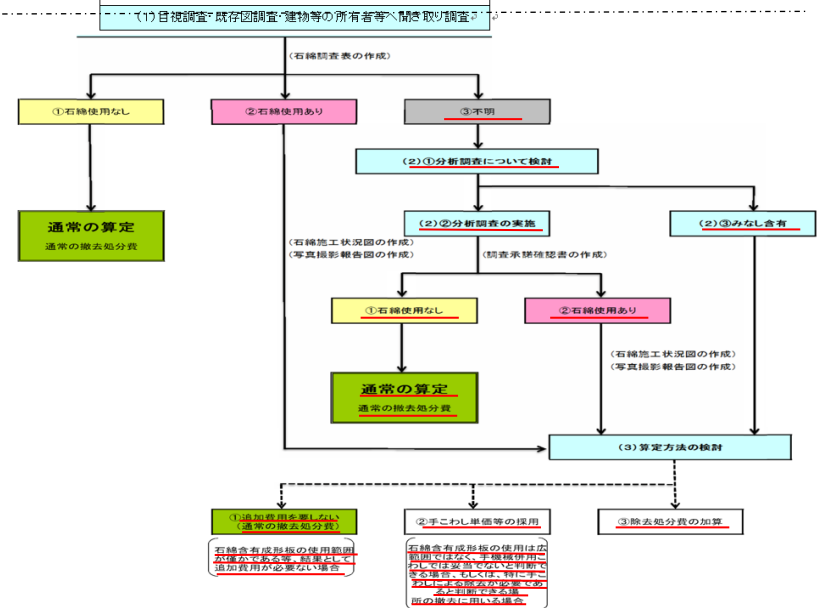 (1)目視調査・既存図調査・建物等の所有者等へ聞き取り調査
(石綿調査表の作成)
①石綿使用なし
②石綿使用あり
③不明
(2)①分析調査について検討
通常の算定
通常の撤去処分費
(2)②分析調査の実施
(2)③みなし含有
(石綿施工状況図の作成)
(写真撮影報告図の作成)
(調査承諾確認書の作成)
①石綿使用なし
②石綿使用あり
(石綿施工状況図の作成)
(写真撮影報告図の作成)
通常の算定
通常の撤去処分費
(3)算定方法の検討
①追加費用を要しない
(通常の撤去処分費)
②手こわし単価等の採用
③除去処分費の加算
石綿含有成形板の使用範囲
が僅かである等、結果として
追加費用が必要ない場合
石綿含有成形板の使用は広
範囲ではなく、手機械併用こ
わしでは妥当でないと判断で
きる場合、もしくは、特に手こ
わしによる除去が必要であ
ると判断できる場
所の撤去に用いる場合